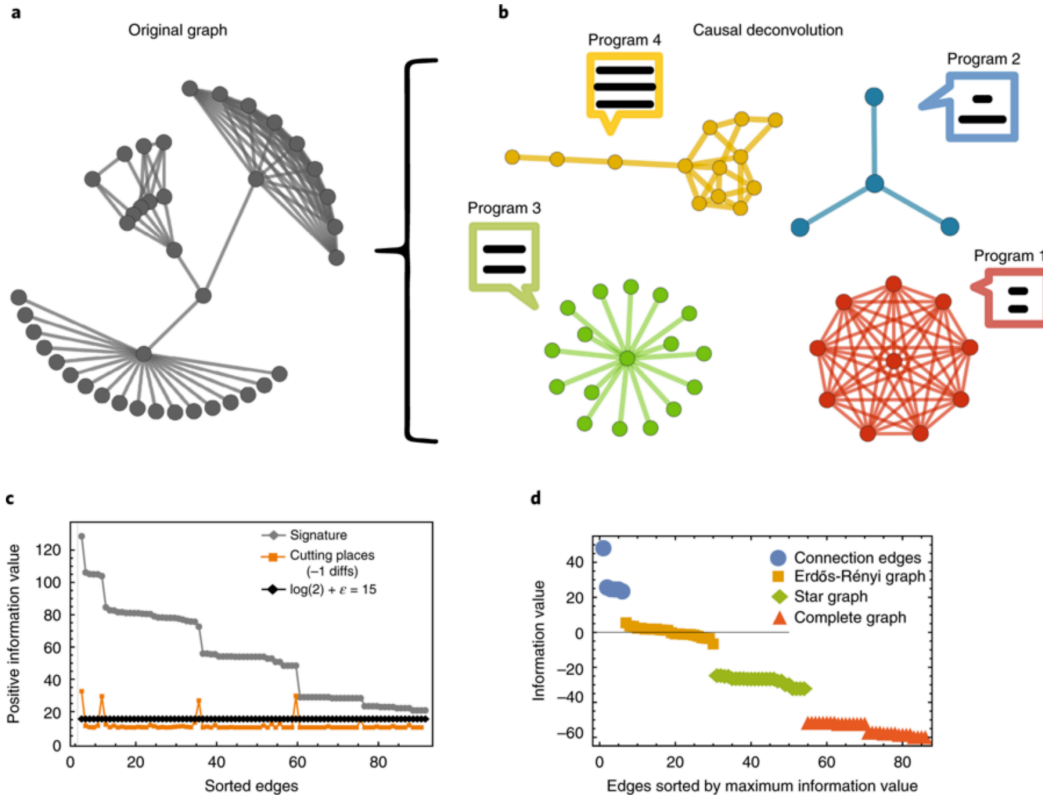 a
Original graph
b
Causal deconvolution
Program 4
Program 2
Program 3
Program 1
c
Positive information value
120
100
80
60
40
20
0
Signature
Cutting places
(−1 diffs)
log(2) + ε = 15
0
20
40
60
80
Sorted edges
d
Information value
40
20
0
−20
−40
−60
Connection edges
Erdős-Rényi graph
Star graph
Complete graph
0
20
40
60
80
Edges sorted by maximum information value